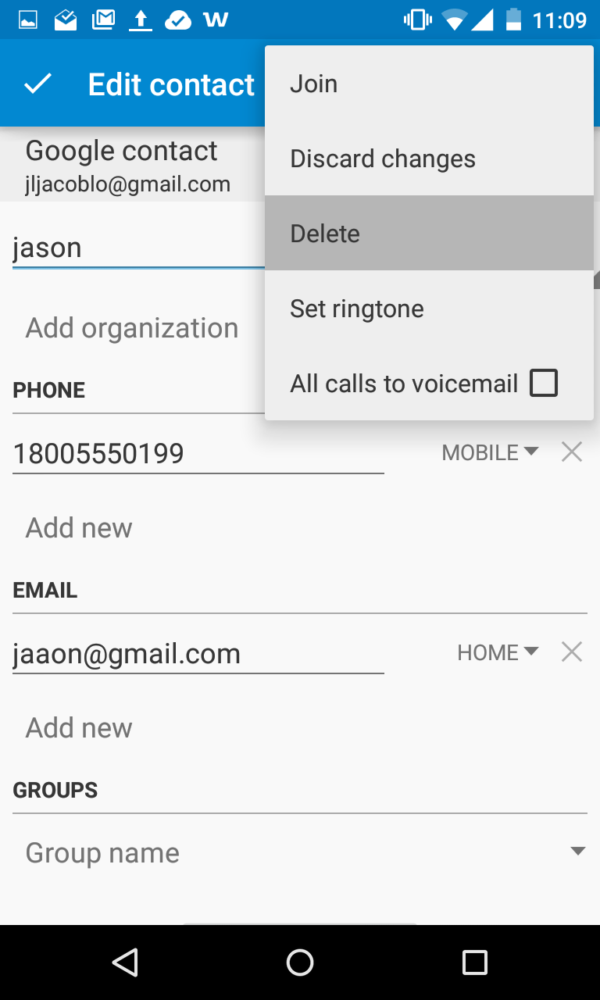 11:09
Edit contact
Join
Discard changes
Delete
Set ringtone
All calls to voicemail
Google contact
jljacoblo@gmail.com
jason
Add organization
PHONE
18005550199 MOBILE
Add new
EMAIL
jaaon@gmail.com HOME
Add new
GROUPS
Group name